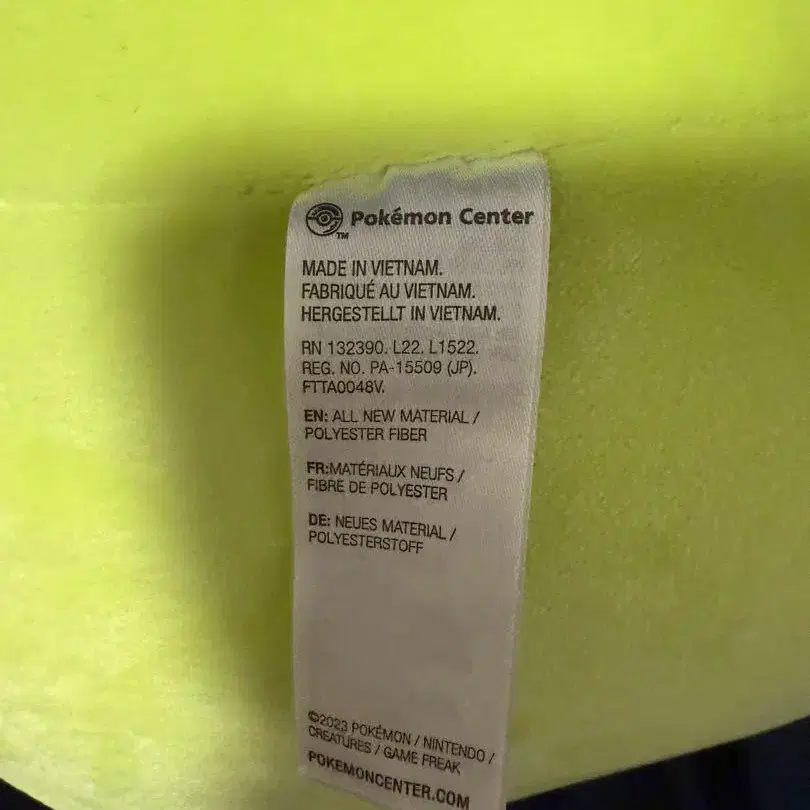 Pokémon Center
TM
MADE IN VIETNAM.
FABRIQUÉ AU VIETNAM.
HERGESTELLT IN VIETNAM.
RN 132390. L22. L1522.
REG. NO. PA-15509 (JP).
FTTA0048V.
EN: ALL NEW MATERIAL /
POLYESTER FIBER
FR:MATÉRIAUX NEUFS /
FIBRE DE POLYESTER
DE: NEUES MATERIAL /
POLYESTERSTOFF
©2023 POKÉMON / NINTENDO /
CREATURES / GAME FREAK
POKEMONCENTER.COM